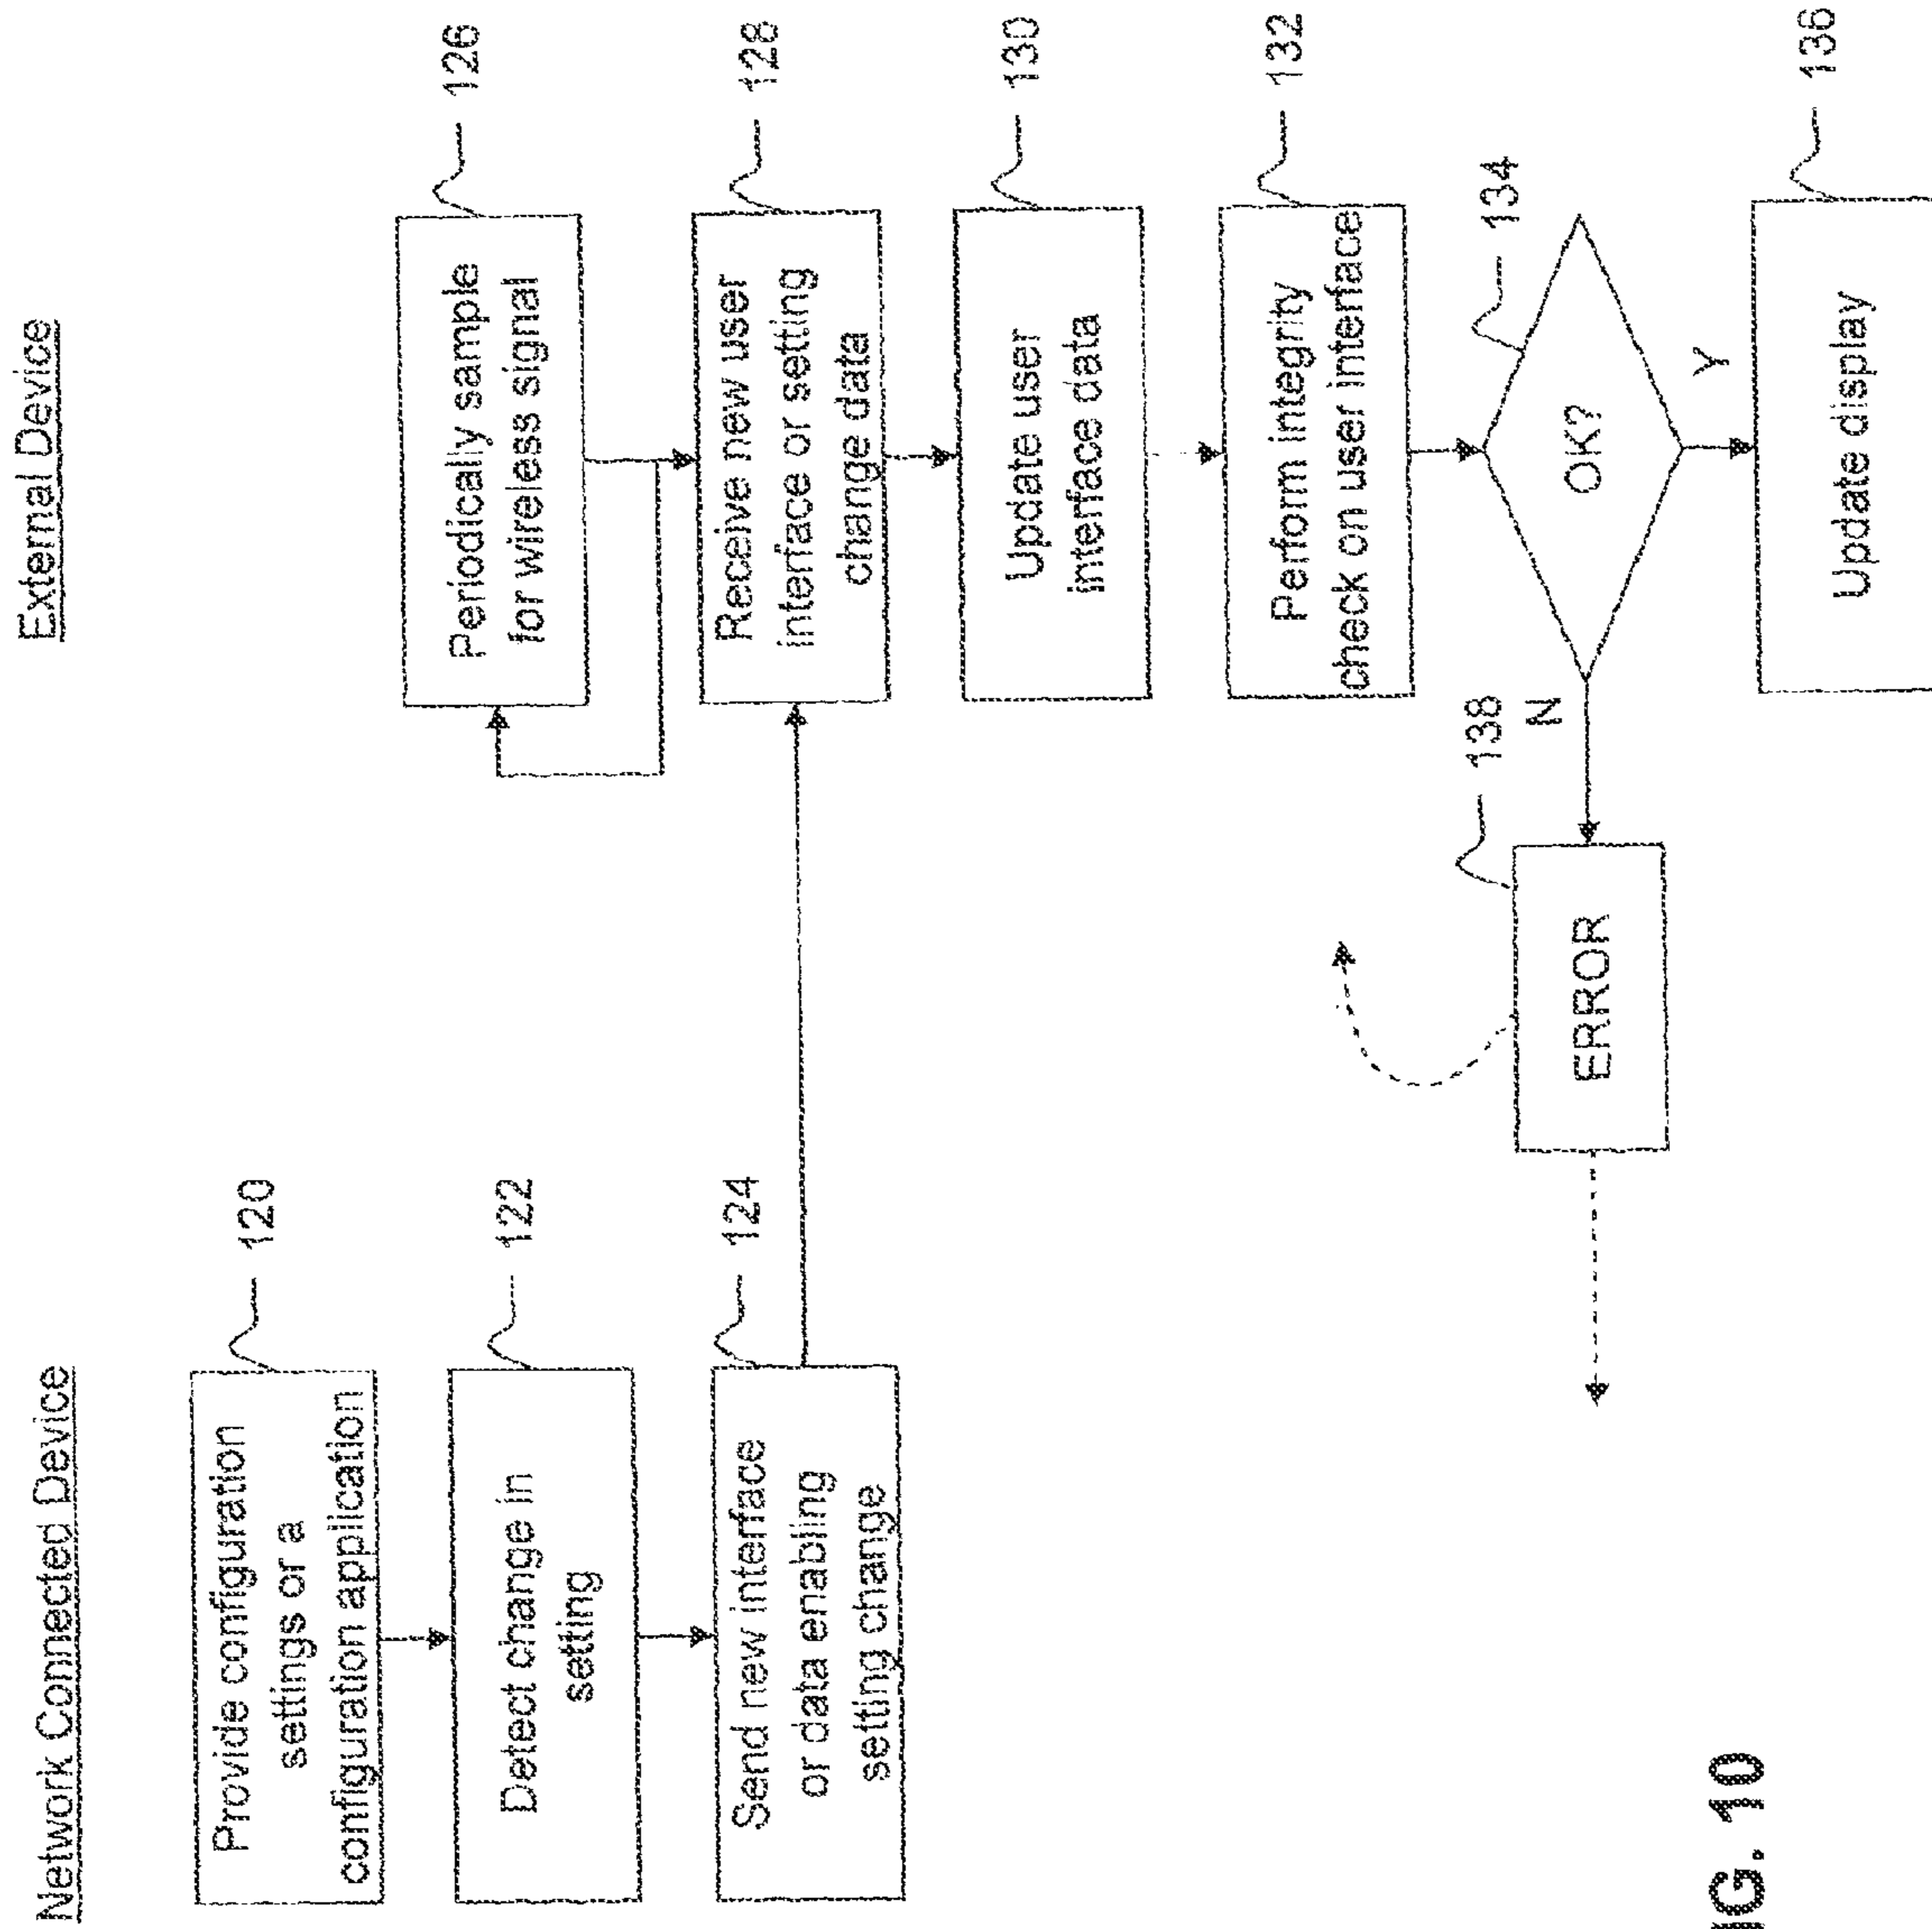 Network Connected Device
Provide configuration
settings or a
configuration application
120
Detect change in
setting
122
Send new interface
or data enabling
setting change
124
External Device
Periodically sample
for wireless signal
126
Receive new user
interface or setting
change data
128
Update user
interface data
130
Perform integrity
check on user interface
132
OK?
134
N
Y
ERROR
138
Update display
136
IG. 10